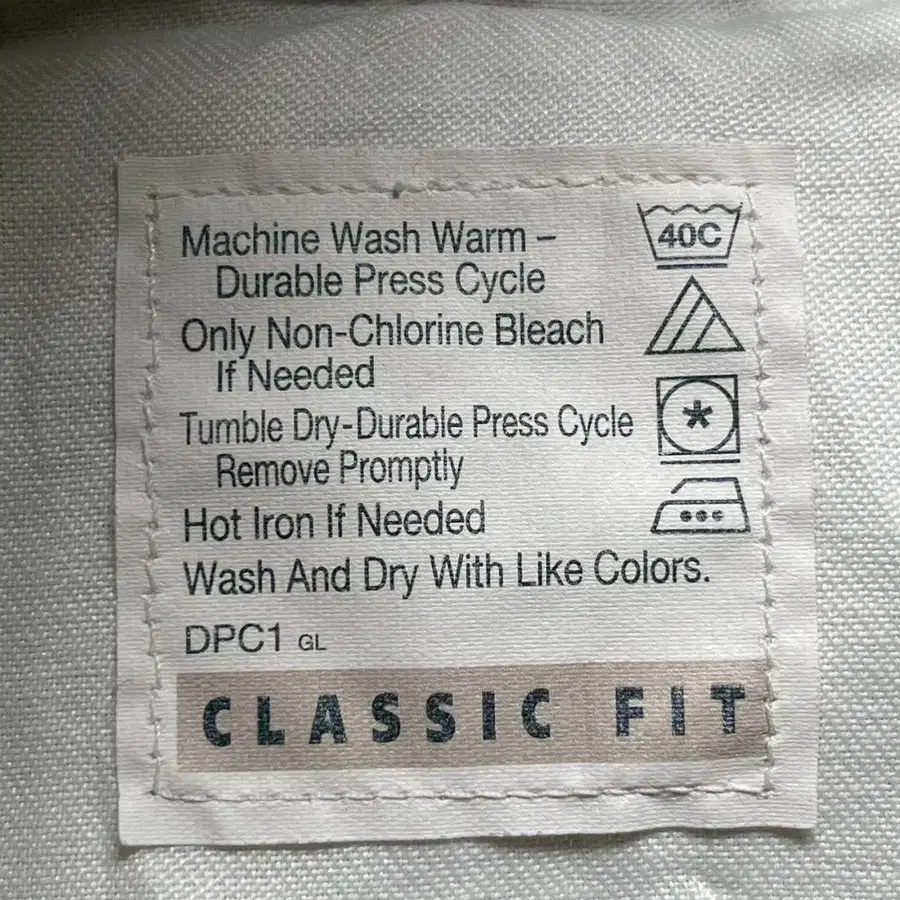 Machine Wash Warm –
Durable Press Cycle
40C
Only Non-Chlorine Bleach
If Needed
Tumble Dry-Durable Press Cycle
Remove Promptly
Hot Iron If Needed
Wash And Dry With Like Colors.
DPC1 GL
CLASSIC FIT